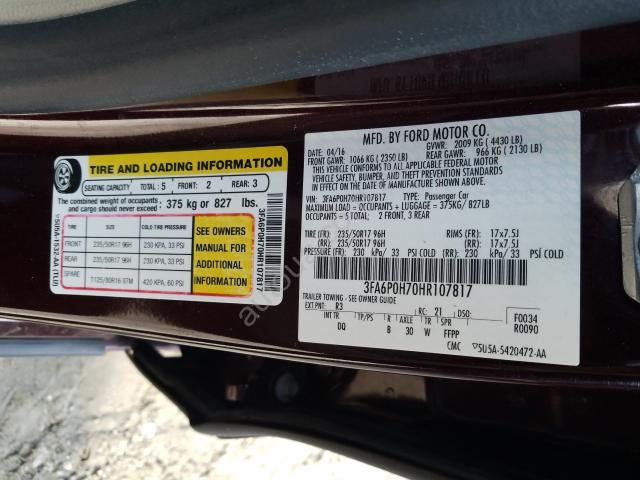 TIRE AND LOADING INFORMATION
SEATING CAPACITY TOTAL: 5 FRONT: 2 REAR: 3
The combined weight of occupants and cargo should never exceed: 375 kg or 827 lbs.
TIRE SIZE COLD TIRE PRESSURE
FRONT 235/50R17 96H 230 KPA, 33 PSI
REAR 235/50R17 96H 230 KPA, 33 PSI
SPARE T125/80R16 97M 420 KPA, 60 PSI
SEE OWNERS
MANUAL FOR
ADDITIONAL
INFORMATION
3FA6P0H70HR107817
5U5A-1532-AA (TLU)
MFD. BY FORD MOTOR CO.
04/16 GVWR: 2009 KG ( 4430 LB)
FRONT GAWR: 1066 KG ( 2350 LB) REAR GAWR: 966 KG ( 2130 LB)
THIS VEHICLE CONFORMS TO ALL APPLICABLE FEDERAL MOTOR
VEHICLE SAFETY, BUMPER, AND THEFT PREVENTION STANDARDS
IN EFFECT ON THE DATE OF MANUFACTURE SHOWN ABOVE.
VIN: 3FA6P0H70HR107817 TYPE: Passenger Car
MAXIMUM LOAD = OCCUPANTS + LUGGAGE = 375KG/ 827LB
OCCUPANTS = 5 TOTAL: 2 FRONT, 3 REAR
TIRE (FR): 235/50R17 96H RIMS (FR): 17x7.5J
(RR): 235/50R17 96H (RR): 17x7.5J
PRESSURE (FR): 230 kPa/ 33 PSI COLD (RR): 230 kPa/ 33 PSI COLD
3FA6P0H70HR107817
TRAILER TOWING - SEE OWNER GUIDE
EXT PNT: R3 RC: 21 DSO: F0034
R0090
INT TR TP/PS R AXLE TR SPR
DQ B 30 W FFPP
CMC 5U5A-5420472-AA